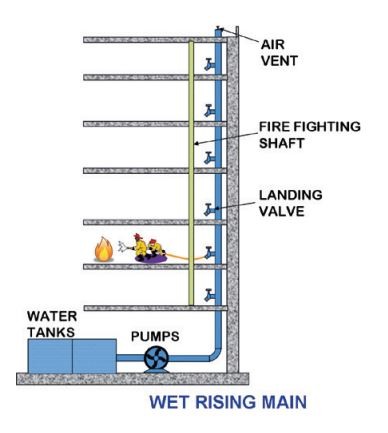 AIR
VENT
FIRE FIGHTING
SHAFT
LANDING
VALVE
WATER
TANKS
PUMPS
WET RISING MAIN